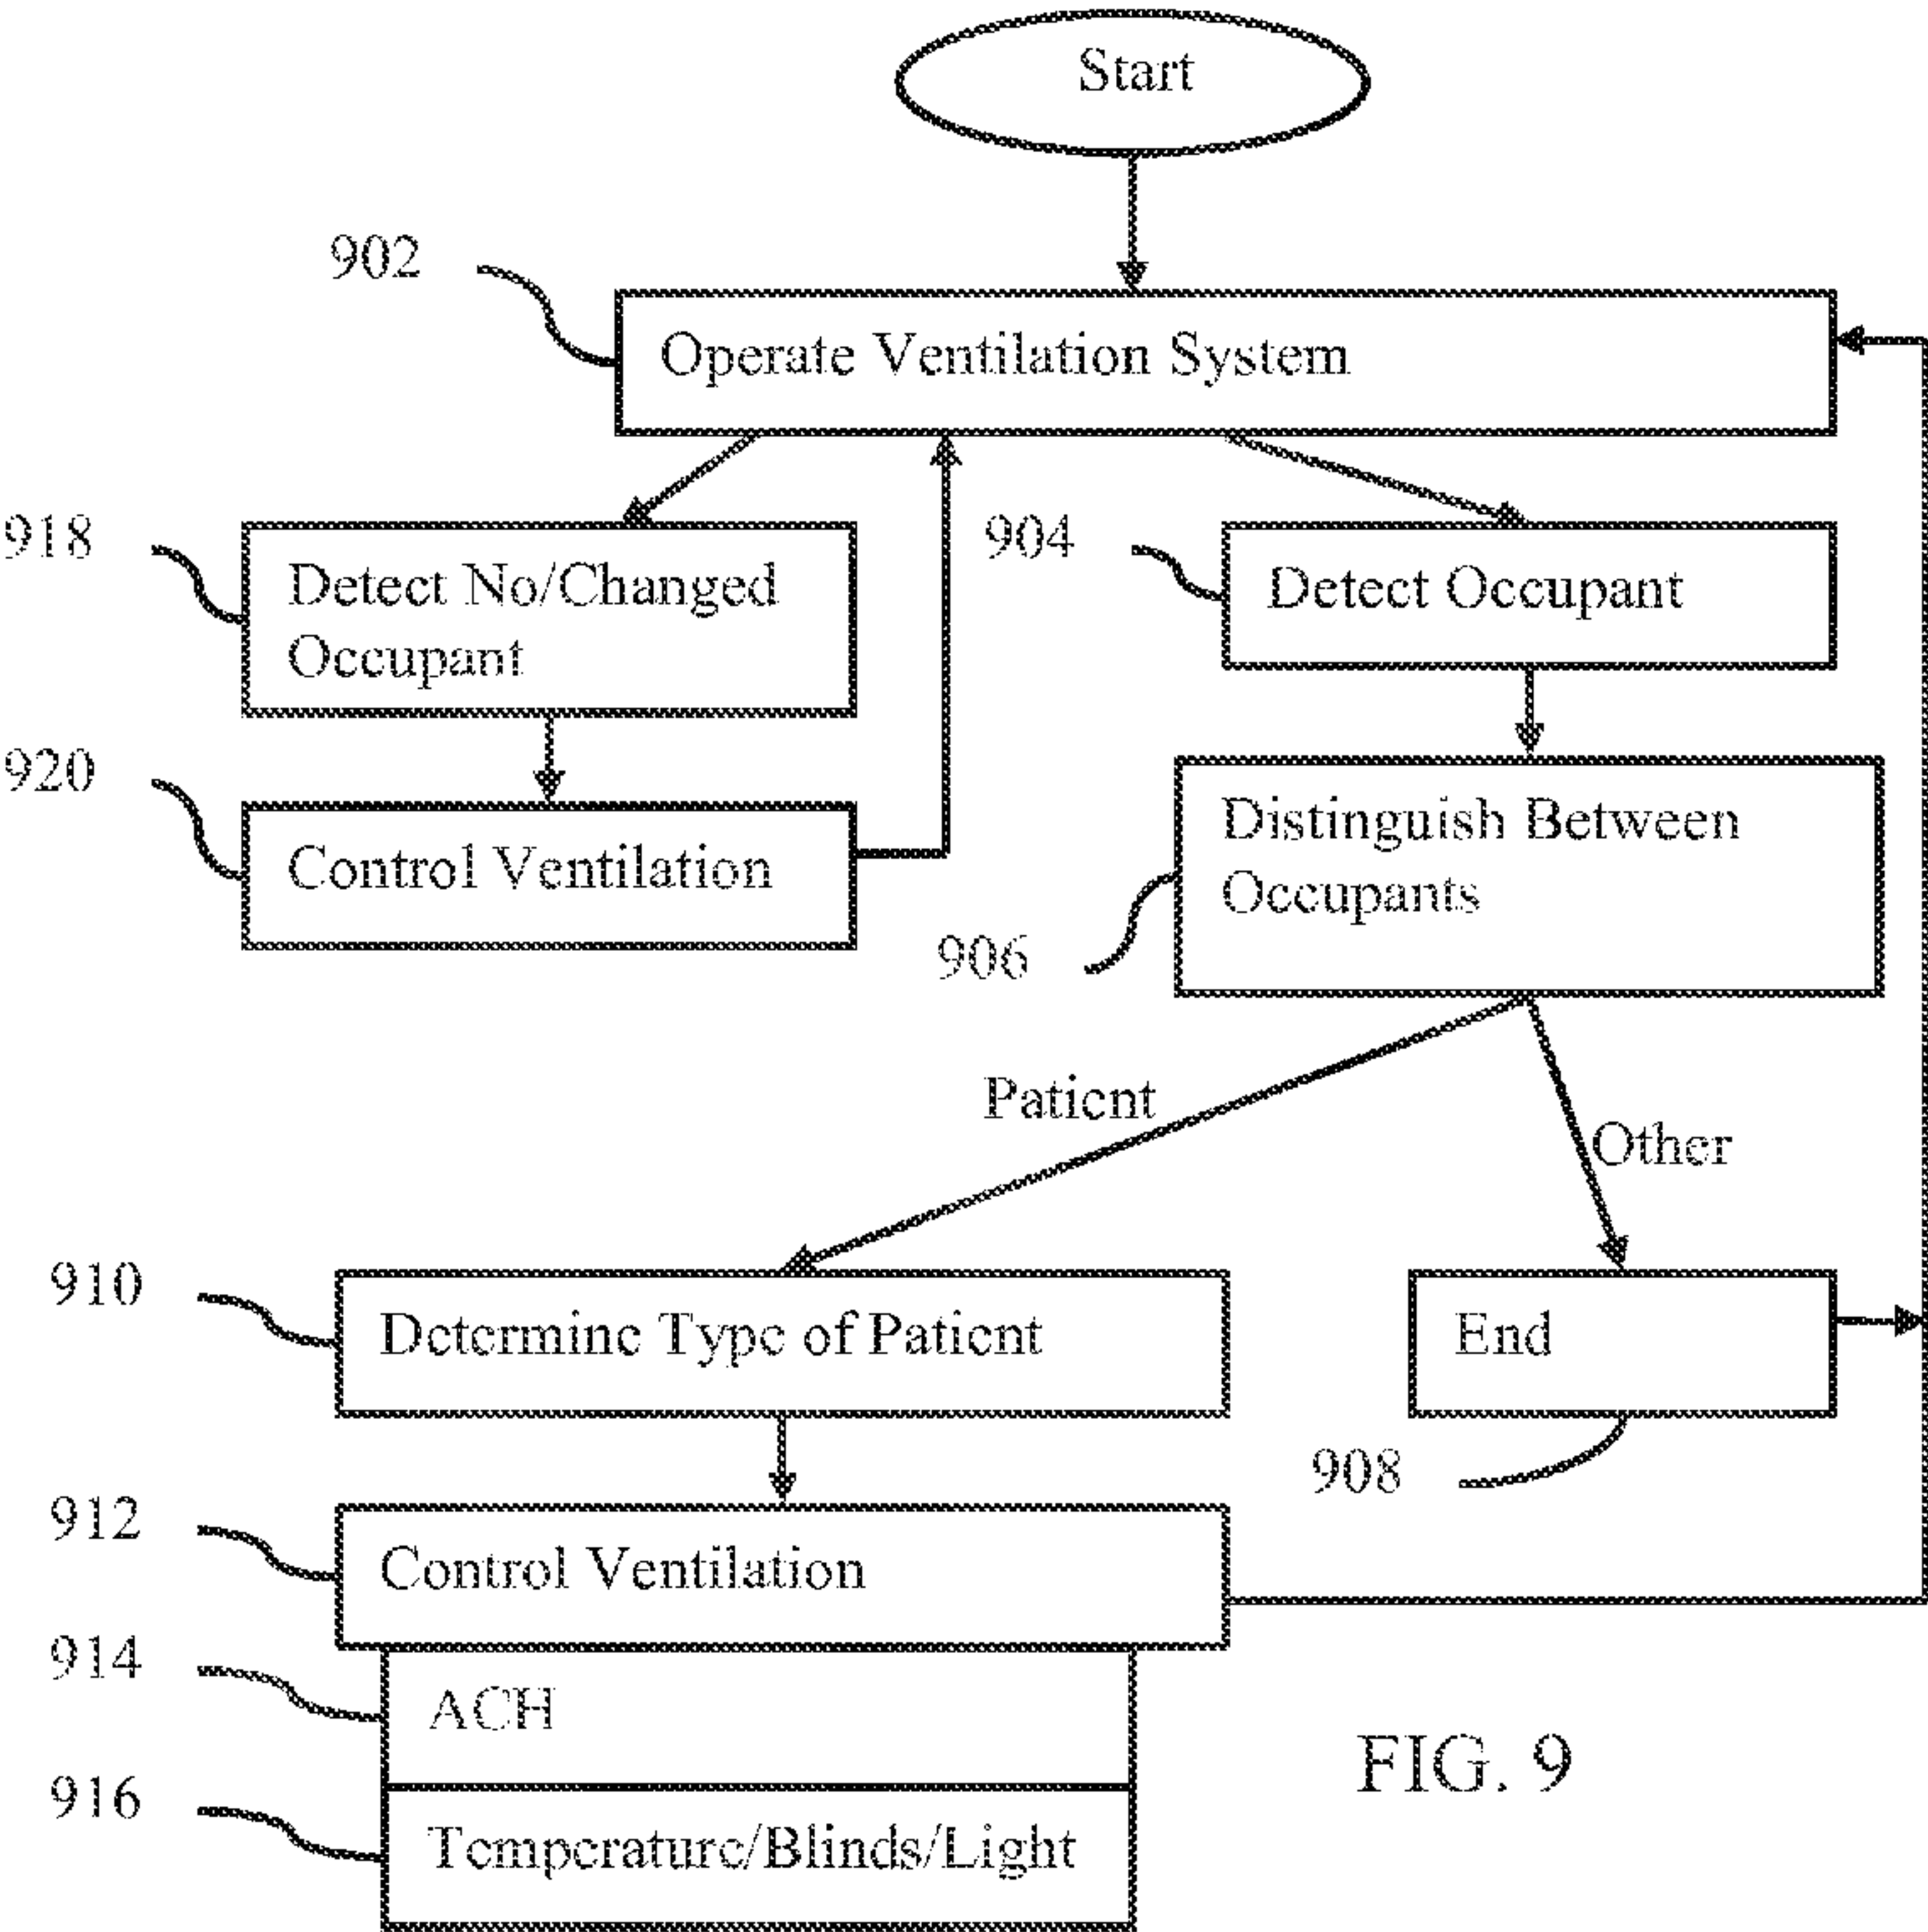 Start
902
Operate Ventilation System
918
Detect No/Changed
Occupant
904
Detect Occupant
920
Control Ventilation
Distinguish Between
Occupants
906
Patient
Other
910
Determine Type of Patient
End
908
912
Control Ventilation
914
ACH
916
Temperature/Blinds/Light
FIG. 9